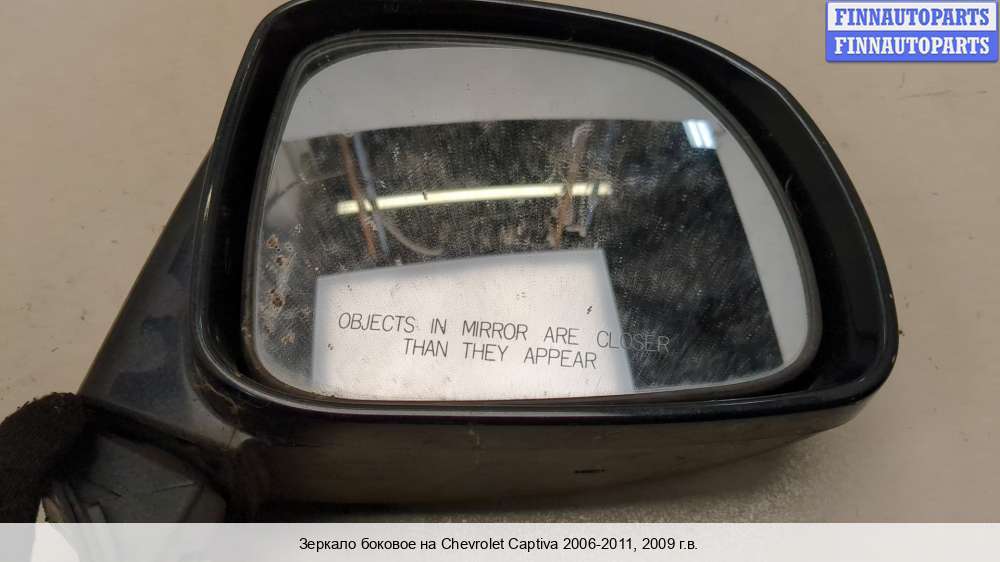 FINNAUTOPARTS
FINNAUTOPARTS
OBJECTS IN MIRROR ARE CLOSER
THAN THEY APPEAR
Зеркало боковое на Chevrolet Captiva 2006-2011, 2009 г.в.